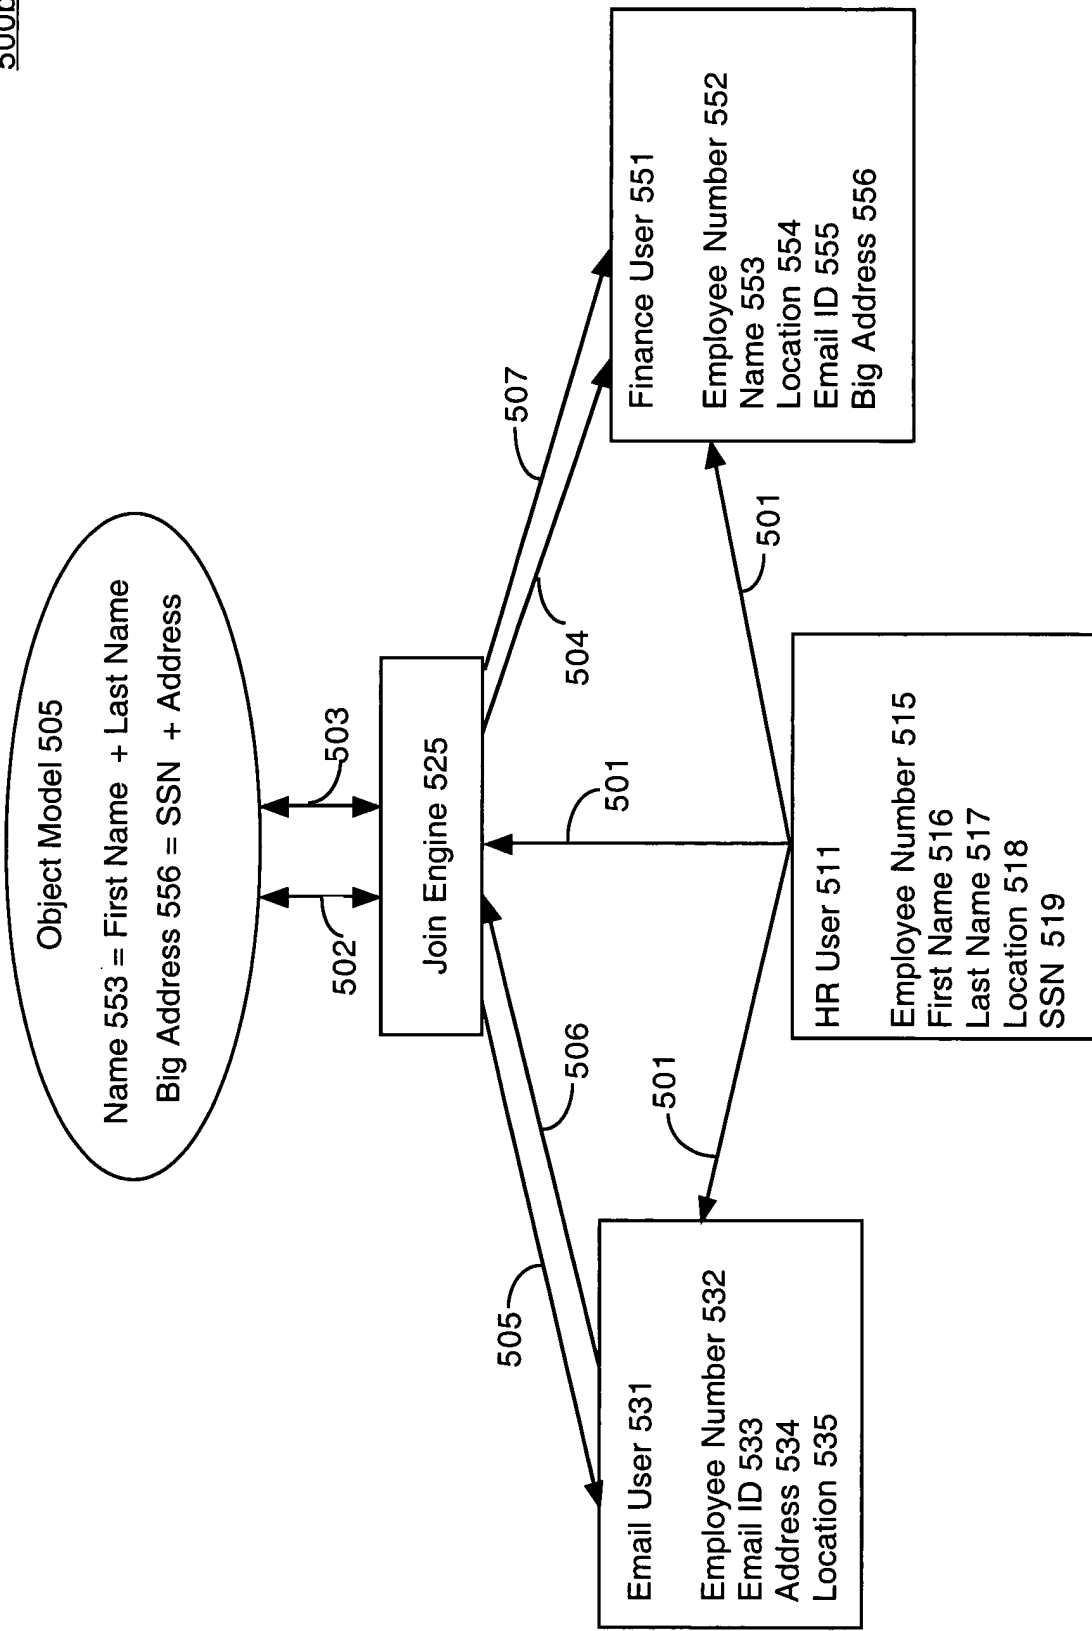 500b
Object Model 505
Name 553 = First Name + Last Name
Big Address 556 = SSN + Address
502
503
Join Engine 525
505
506
501
504
507
Email User 531
Employee Number 532
Email ID 533
Address 534
Location 535
501
HR User 511
Employee Number 515
First Name 516
Last Name 517
Location 518
SSN 519
501
Finance User 551
Employee Number 552
Name 553
Location 554
Email ID 555
Big Address 556